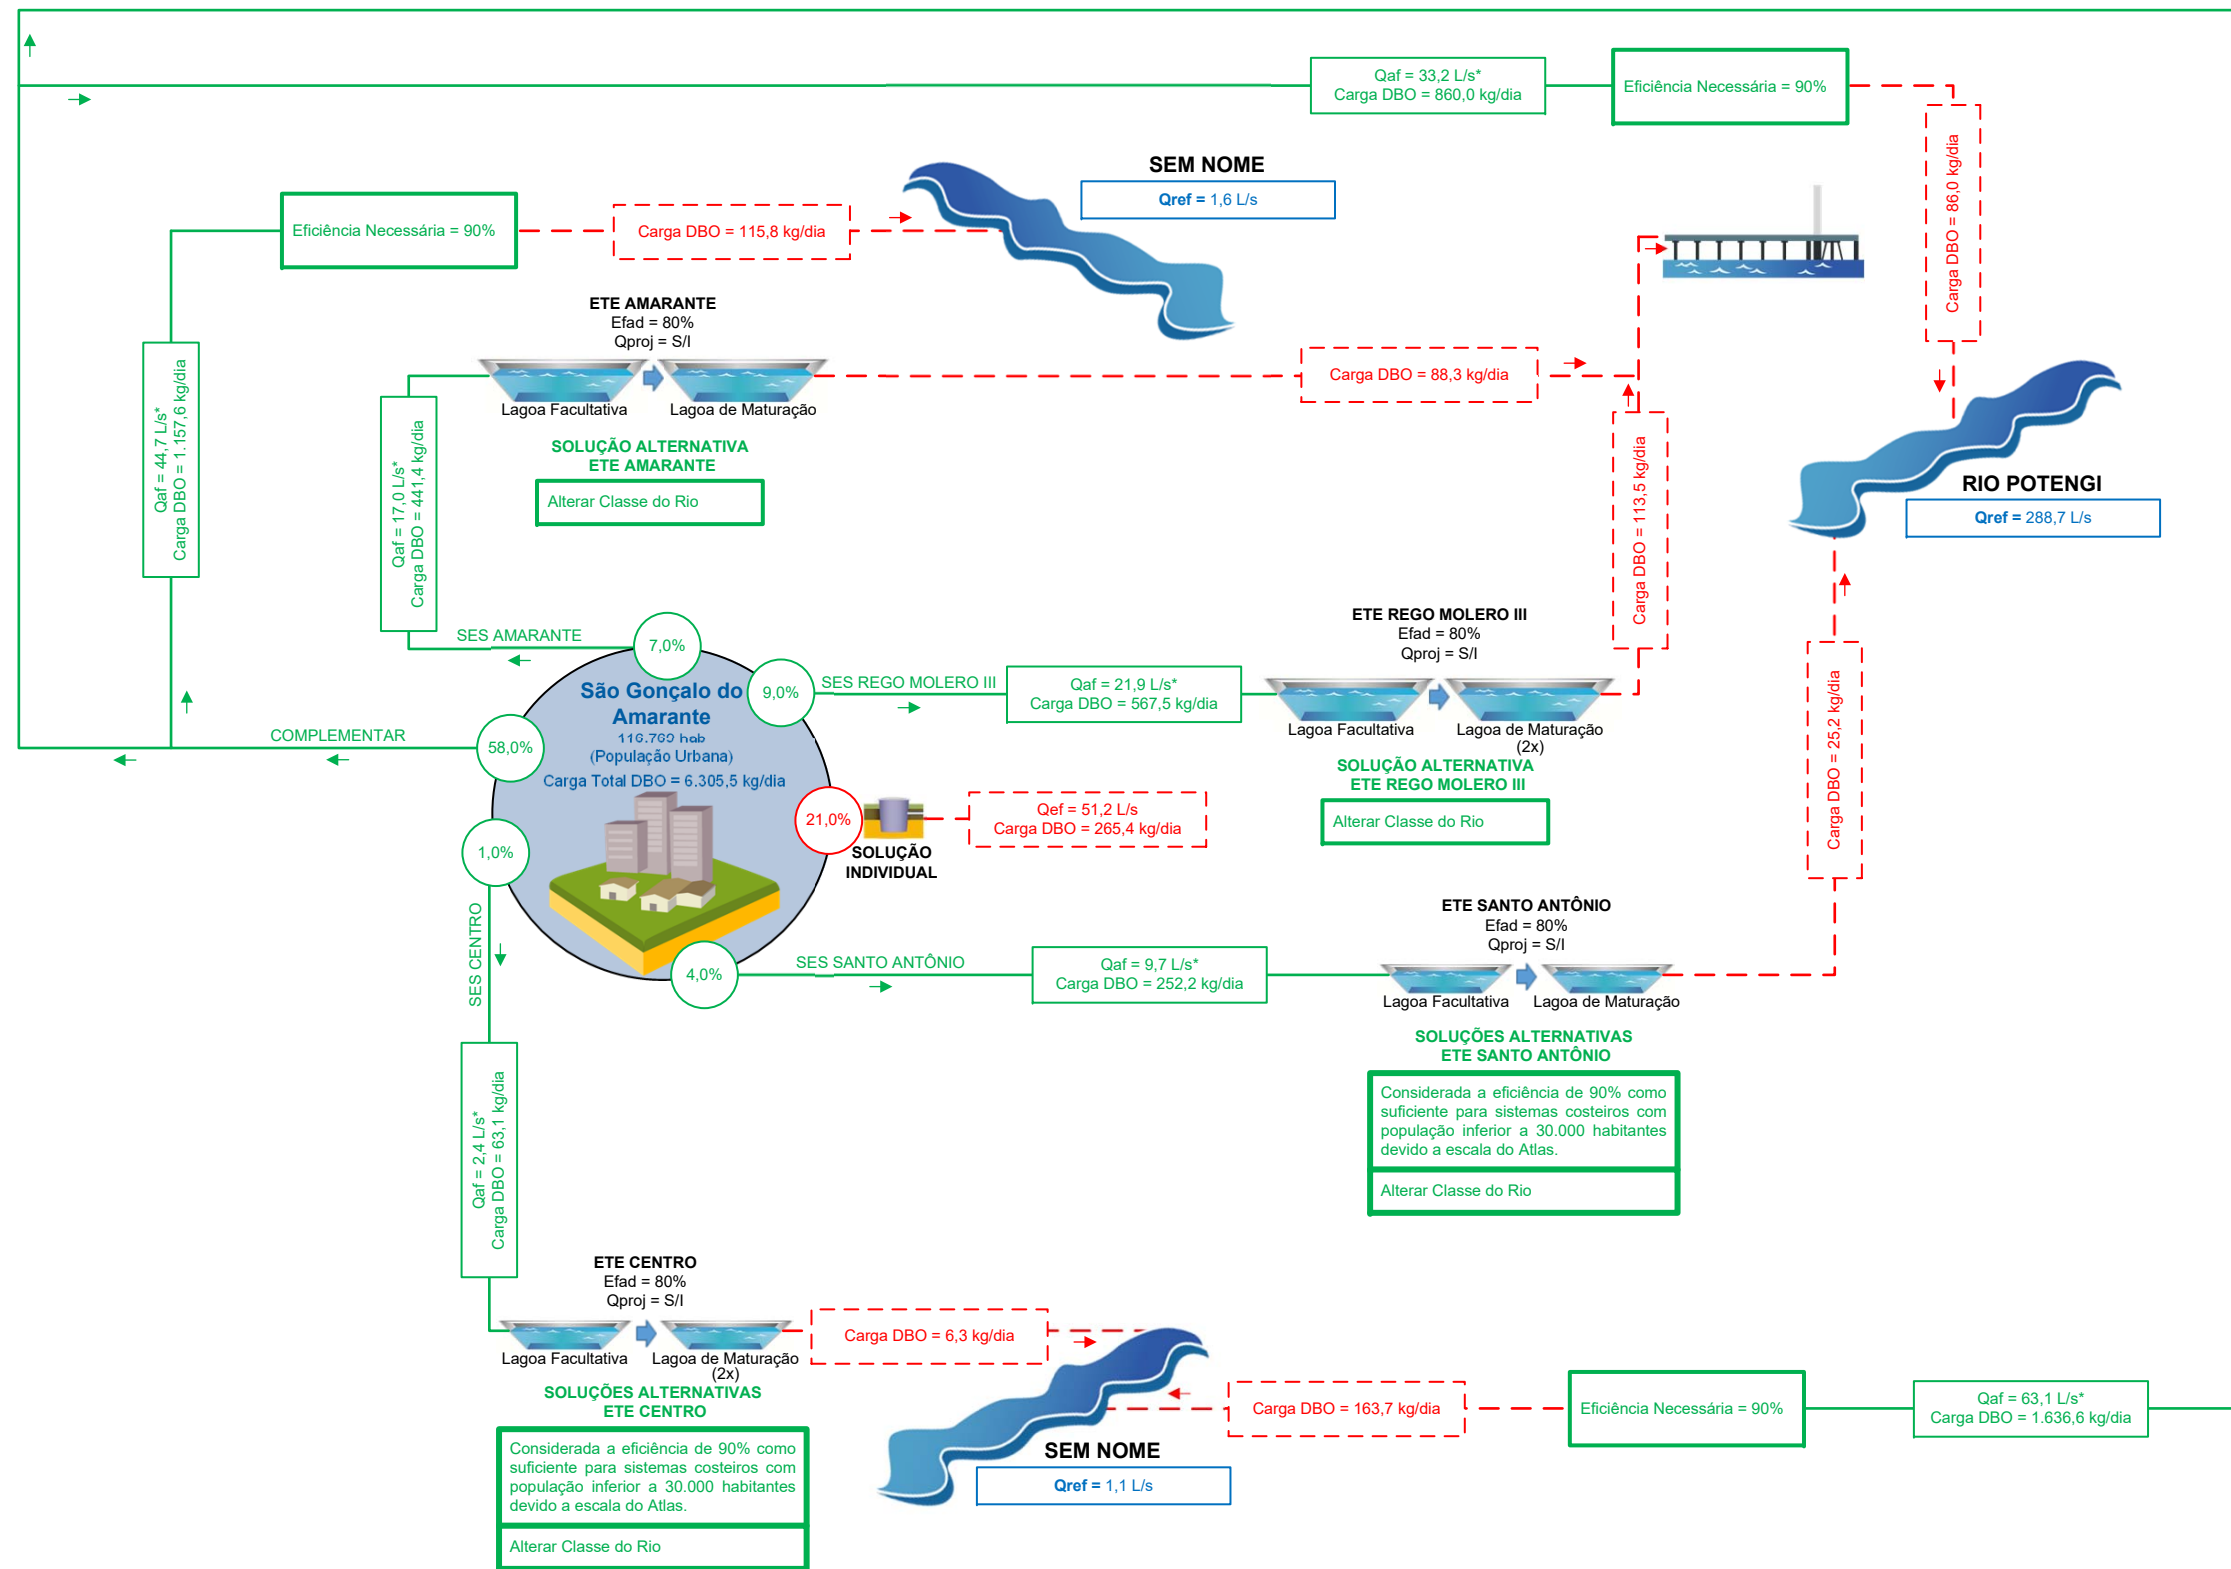 Qaf = 33,2 L/s*
Carga DBO = 860,0 kg/dia
Eficiência Necessária = 90%
Carga DBO = 86,0 kg/dia
SEM NOME
Qref = 1,6 L/s
Eficiência Necessária = 90%
Carga DBO = 115,8 kg/dia
ETE AMARANTE
Efad = 80%
Qproj = S/I
Lagoa Facultativa
Lagoa de Maturação
Carga DBO = 88,3 kg/dia
SOLUÇÃO ALTERNATIVA
ETE AMARANTE
Alterar Classe do Rio
Qaf = 44,7 L/s*
Carga DBO = 1.157,6 kg/dia
Qaf = 17,0 L/s*
Carga DBO = 441,4 kg/dia
Carga DBO = 113,5 kg/dia
RIO POTENGI
Qref = 288,7 L/s
SES AMARANTE
7,0%
9,0%
SES REGO MOLERO III
Qaf = 21,9 L/s*
Carga DBO = 567,5 kg/dia
ETE REGO MOLERO III
Efad = 80%
Qproj = S/I
Lagoa Facultativa
Lagoa de Maturação
(2x)
SOLUÇÃO ALTERNATIVA
ETE REGO MOLERO III
Alterar Classe do Rio
COMPLEMENTAR
58,0%
São Gonçalo do
Amarante
hab
(População Urbana)
Carga Total DBO = 6.305,5 kg/dia
21,0%
SOLUÇÃO
INDIVIDUAL
Qef = 51,2 L/s
Carga DBO = 265,4 kg/dia
Carga DBO = 25,2 kg/dia
1,0%
SES CENTRO
4,0%
SES SANTO ANTÔNIO
Qaf = 9,7 L/s*
Carga DBO = 252,2 kg/dia
ETE SANTO ANTÔNIO
Efad = 80%
Qproj = S/I
Lagoa Facultativa
Lagoa de Maturação
SOLUÇÕES ALTERNATIVAS
ETE SANTO ANTÔNIO
Considerada a eficiência de 90% como
suficiente para sistemas costeiros com
população inferior a 30.000 habitantes
devido a escala do Atlas.
Alterar Classe do Rio
Qaf = 2,4 L/s*
Carga DBO = 63,1 kg/dia
ETE CENTRO
Efad = 80%
Qproj = S/I
Lagoa Facultativa
Lagoa de Maturação
(2x)
Carga DBO = 6,3 kg/dia
SOLUÇÕES ALTERNATIVAS
ETE CENTRO
Considerada a eficiência de 90% como
suficiente para sistemas costeiros com
população inferior a 30.000 habitantes
devido a escala do Atlas.
Alterar Classe do Rio
SEM NOME
Qref = 1,1 L/s
Carga DBO = 163,7 kg/dia
Eficiência Necessária = 90%
Qaf = 63,1 L/s*
Carga DBO = 1.636,6 kg/dia